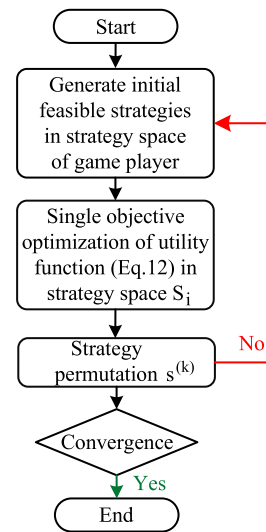 Start
Generate initial
feasible strategies
in strategy space
of game player
Single objective
optimization of utility
function (Eq.12) in
strategy space Si
Strategy
permutation s(k)
No
Convergence
Yes
End